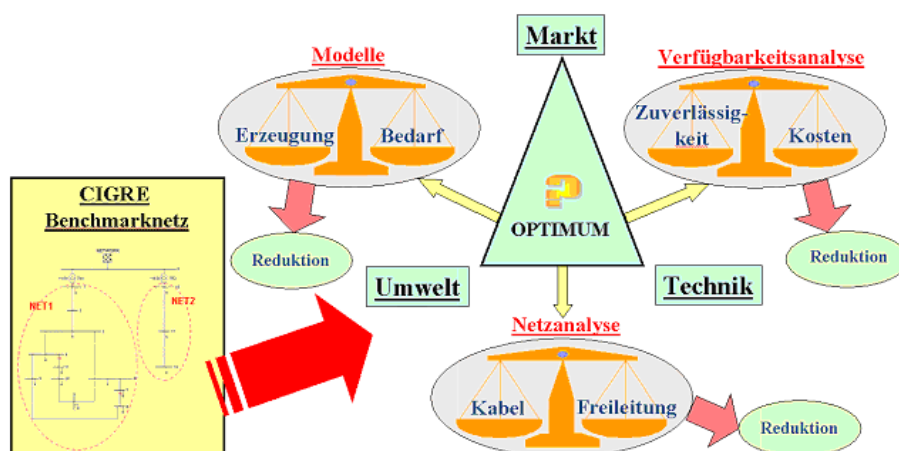 Markt
Modelle
Verfügbarkeitsanalyse
Erzeugung
Bedarf
Zuverlässig-
keit
Kosten
CIGRE
Benchmarknetz
OPTIMUM
Reduktion
Reduktion
Umwelt
Technik
NET1
NET2
Netzanalyse
Kabel
Freileitung
Reduktion